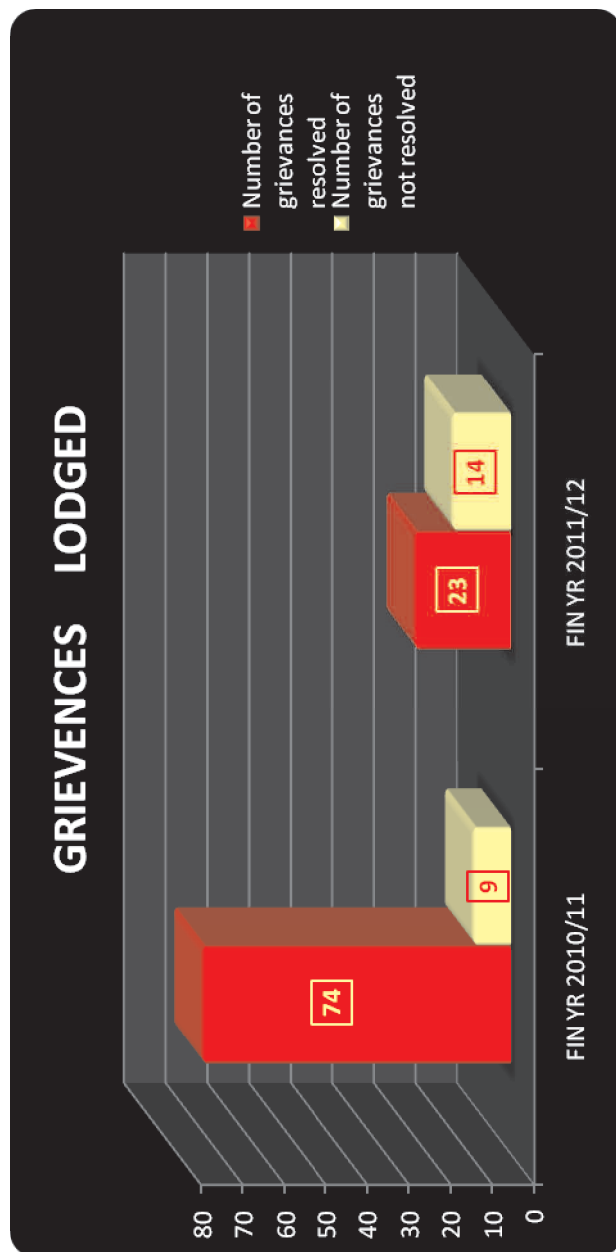 GRIEVENCES LODGED
80
70
60
50
40
30
20
10
0
74
9
23
14
FIN YR 2010/11
FIN YR 2011/12
Number of
grievances
resolved
Number of
grievances
not resolved